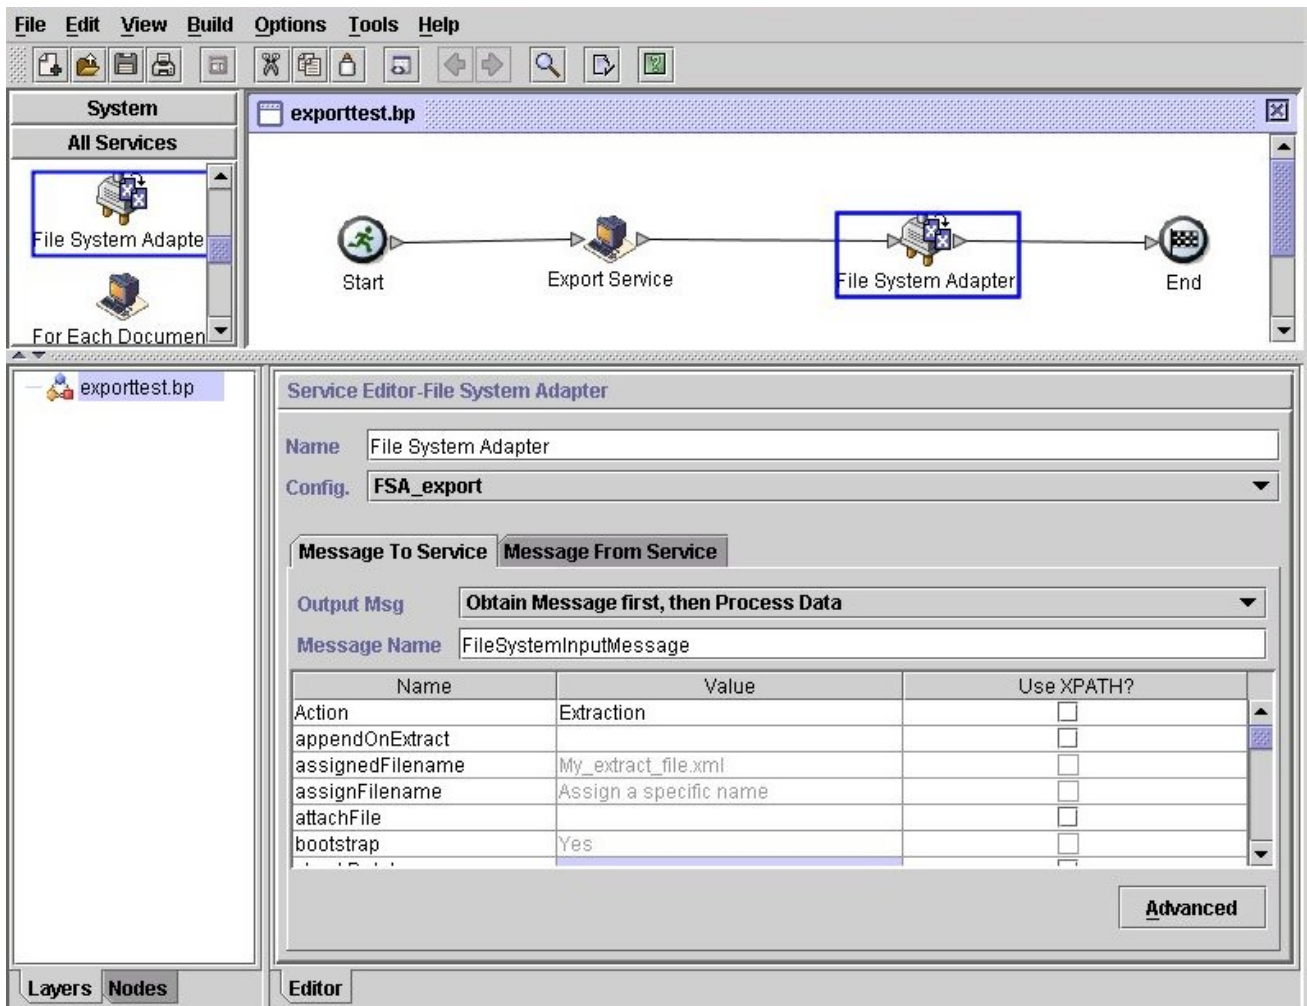 File Edit View Build Options Tools Help
System
All Services
File System Adapte
For Each Documen
exporttest.bp
Start
Export Service
File System Adapter
End
exporttest.bp
Service Editor-File System Adapter
Name File System Adapter
Config. FSA_export
Message To Service Message From Service
Output Msg Obtain Message first, then Process Data
Message Name FileSystemInputMessage
Name Value Use XPATH?
Action Extraction
appendOnExtract
assignedFilename My_extract_file.xml
assignFilename Assign a specific name
attachFile
bootstrap Yes
Advanced
Layers Nodes
Editor